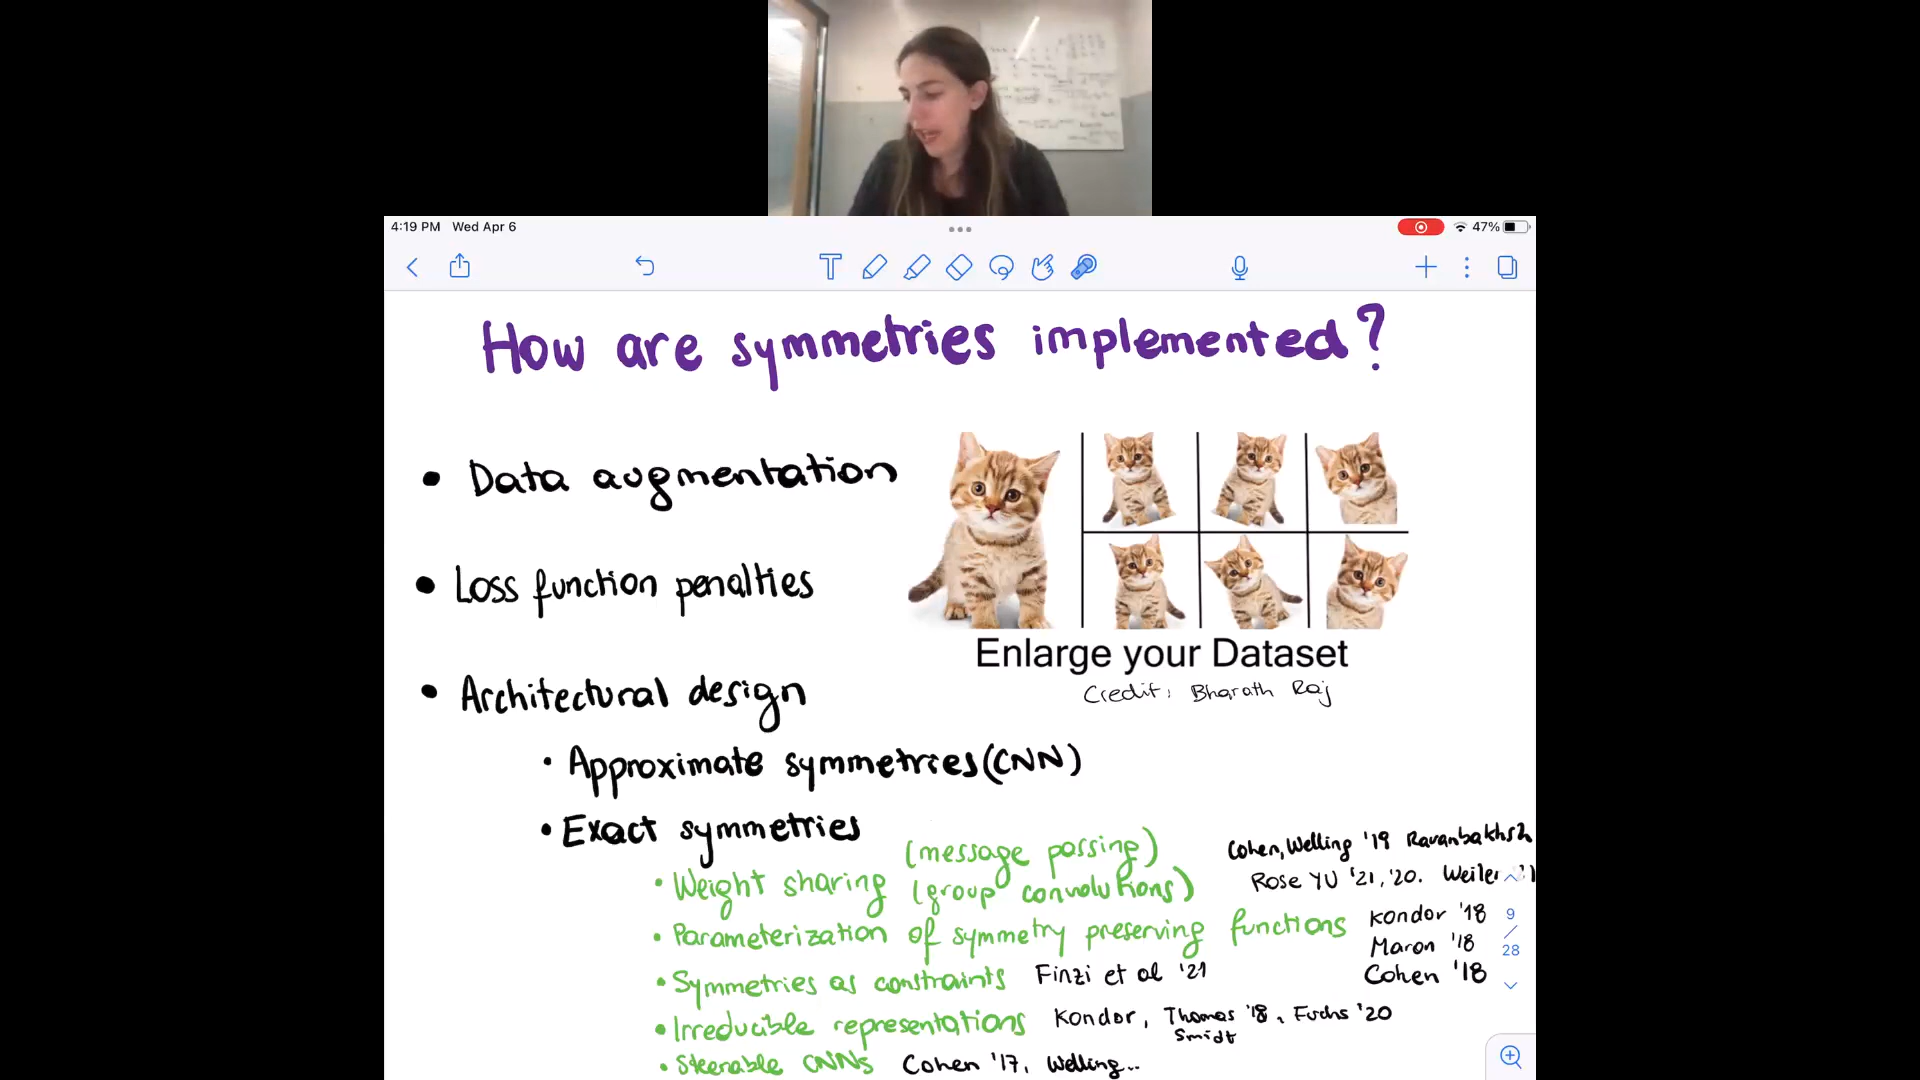 4:19 PM Wed Apr 6
47%
How are symmetries implemented?
• Data augmentation
• Loss function penalties
Enlarge your Dataset
Credit: Bharath Raj
• Architectural design
• Approximate symmetries (CNN)
• Exact symmetries
(message passing)
Cohen, Welling '19 Ravanbakhsh
• Weight sharing (group convolutions)
Rose YU '21, '20. Weiler
• Parameterization of symmetry preserving functions
Kondor '18
Maron '18
Cohen '18
9
/
28
• Symmetries as constraints Finzi et al '21
• Irreducible representations Kondor, Thomas '18, Fuchs '20
Smidt
• Steerable CNNs Cohen '17, Welling..